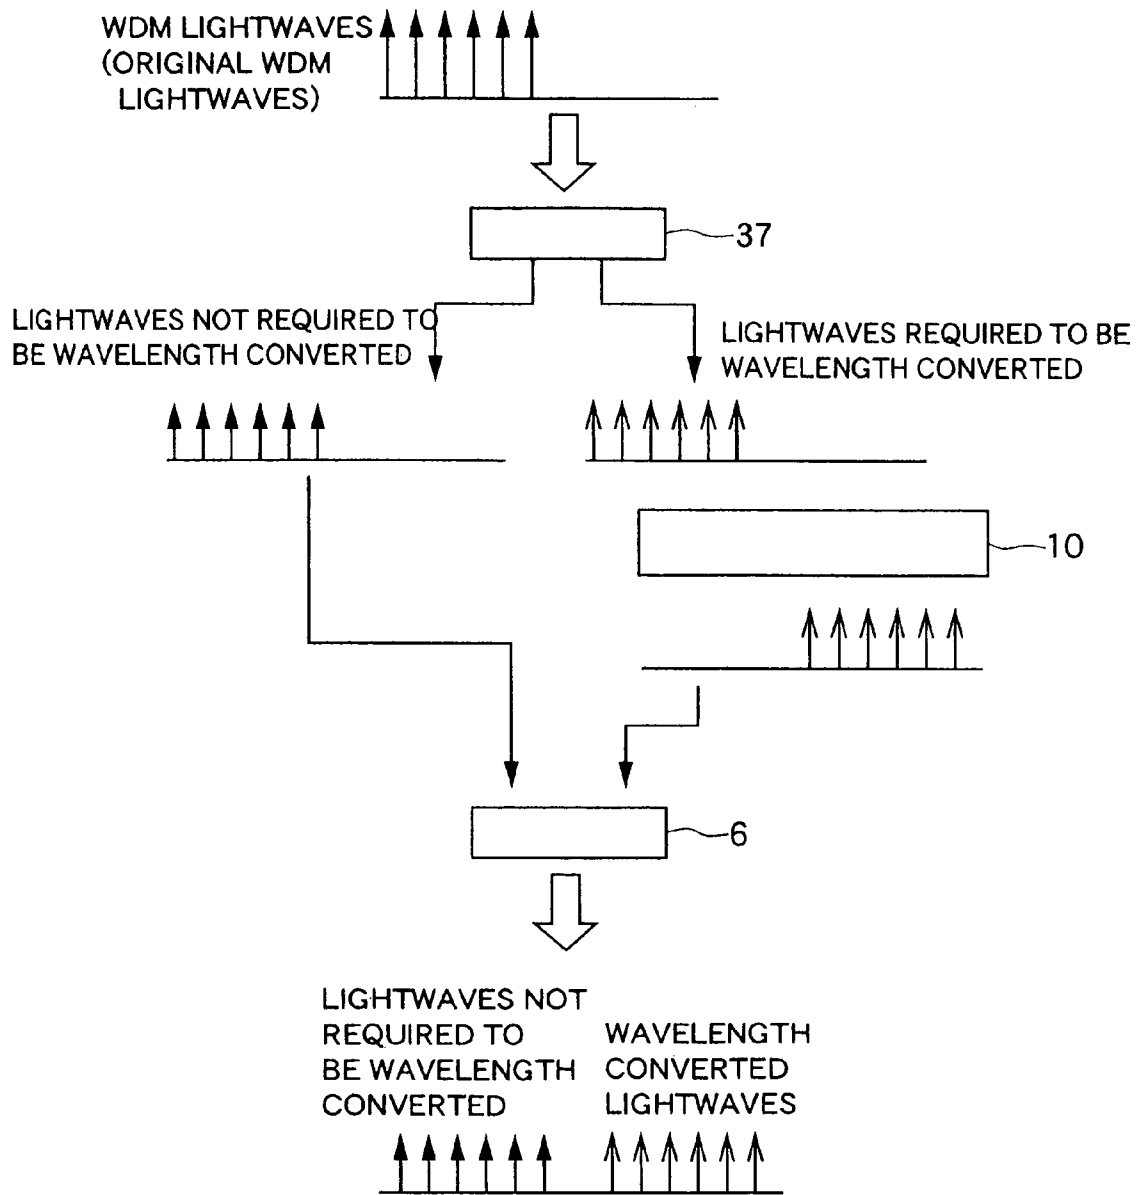 WDM LIGHTWAVES
(ORIGINAL WDM
LIGHTWAVES)
37
LIGHTWAVES NOT REQUIRED TO
BE WAVELENGTH CONVERTED
LIGHTWAVES REQUIRED TO BE
WAVELENGTH CONVERTED
10
6
LIGHTWAVES NOT
REQUIRED TO
BE WAVELENGTH
CONVERTED
WAVELENGTH
CONVERTED
LIGHTWAVES